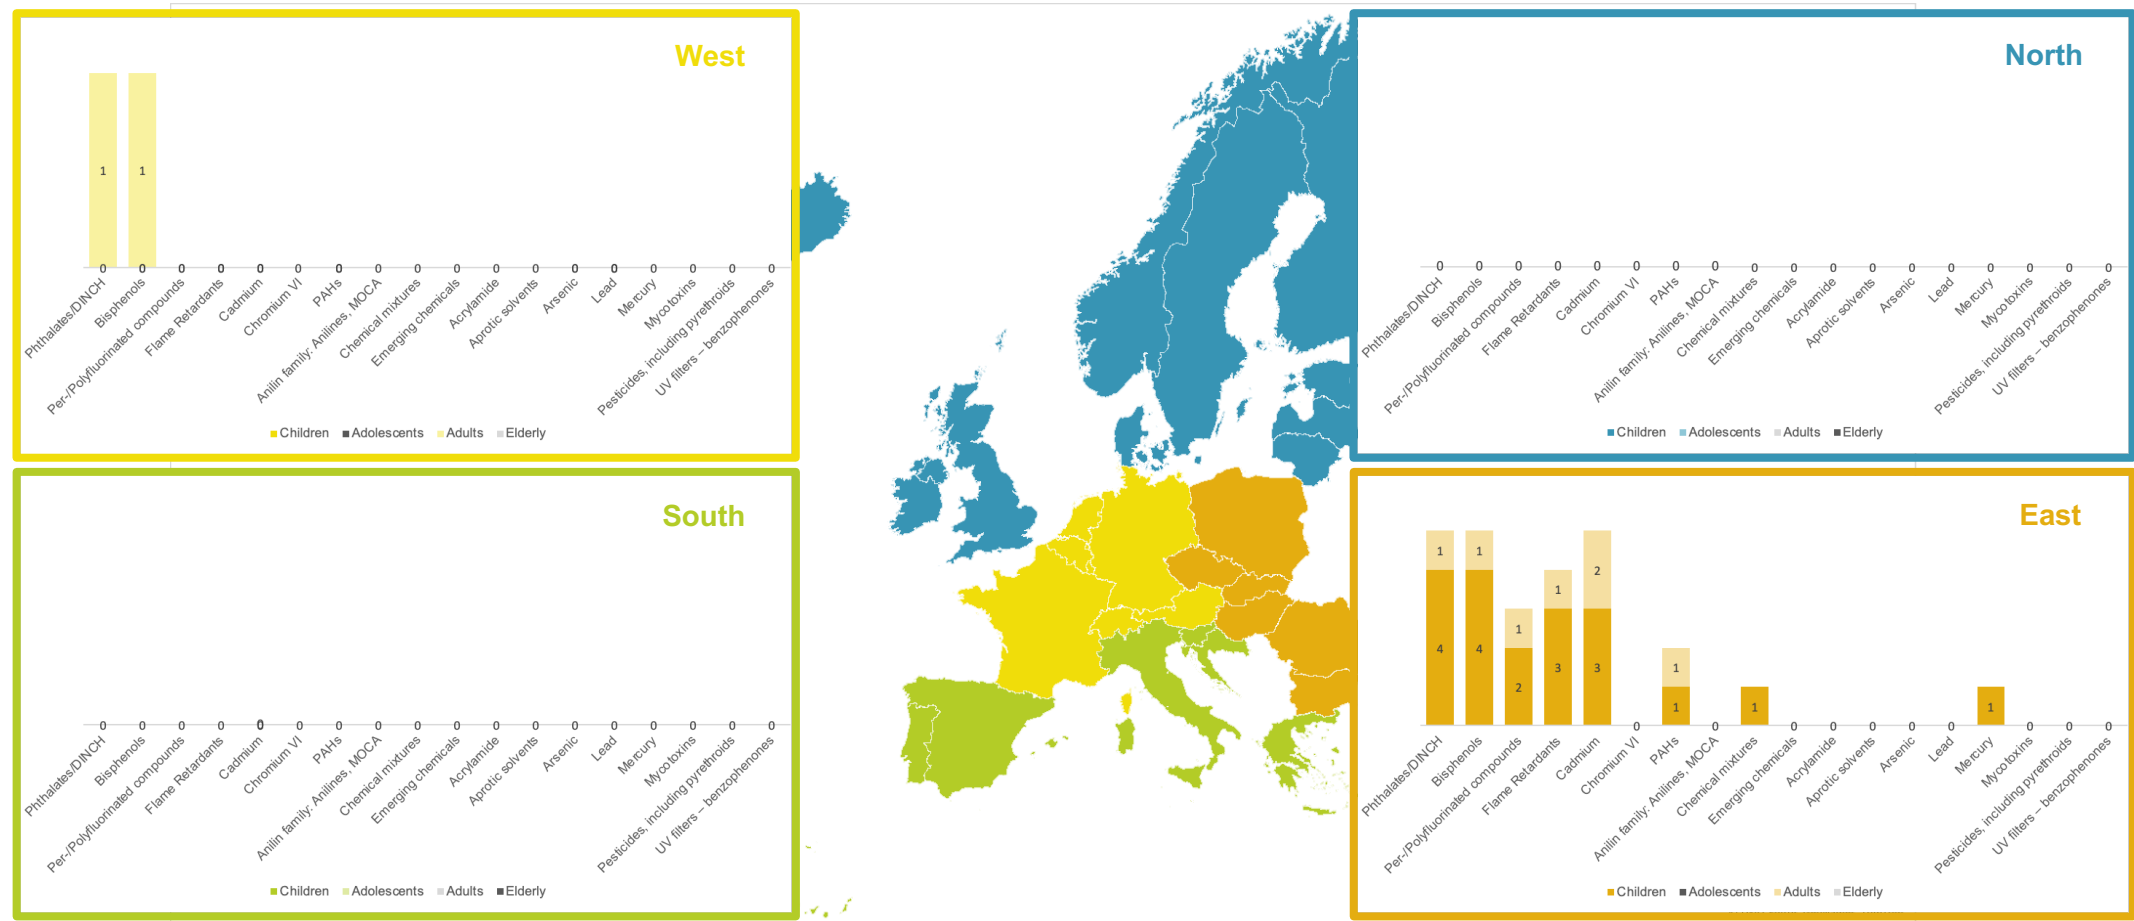 West
1 1
0 0 0 0 0 0 0 0 0 0 0 0 0 0 0 0 0 0
Phthalates/DINCH
Bisphenols
Per-/Polyfluorinated compounds
Flame Retardants
Cadmium
Chromium VI
PAHs
Anilin family: Anilines, MOCA
Chemical mixtures
Emerging chemicals
Acrylamide
Aprotic solvents
Arsenic
Lead
Mercury
Mycotoxins
Pesticides, including pyrethroids
UV filters – benzophenones
Children Adolescents Adults Elderly
North
0 0 0 0 0 0 0 0 0 0 0 0 0 0 0 0 0 0
Phthalates/DINCH
Bisphenols
Per-/Polyfluorinated compounds
Flame Retardants
Cadmium
Chromium VI
PAHs
Anilin family: Anilines, MOCA
Chemical mixtures
Emerging chemicals
Acrylamide
Aprotic solvents
Arsenic
Lead
Mercury
Mycotoxins
Pesticides, including pyrethroids
UV filters – benzophenones
Children Adolescents Adults Elderly
South
0 0 0 0 0 0 0 0 0 0 0 0 0 0 0 0 0 0
Phthalates/DINCH
Bisphenols
Per-/Polyfluorinated compounds
Flame Retardants
Cadmium
Chromium VI
PAHs
Anilin family: Anilines, MOCA
Chemical mixtures
Emerging chemicals
Acrylamide
Aprotic solvents
Arsenic
Lead
Mercury
Mycotoxins
Pesticides, including pyrethroids
UV filters – benzophenones
Children Adolescents Adults Elderly
East
1 1 1 1 2 1
4 4 2 3 3 1 1 1
0 0 0 0 0 0 0 0 0 0
Phthalates/DINCH
Bisphenols
Per-/Polyfluorinated compounds
Flame Retardants
Cadmium
Chromium VI
PAHs
Anilin family: Anilines, MOCA
Chemical mixtures
Emerging chemicals
Acrylamide
Aprotic solvents
Arsenic
Lead
Mercury
Mycotoxins
Pesticides, including pyrethroids
UV filters – benzophenones
Children Adolescents Adults Elderly